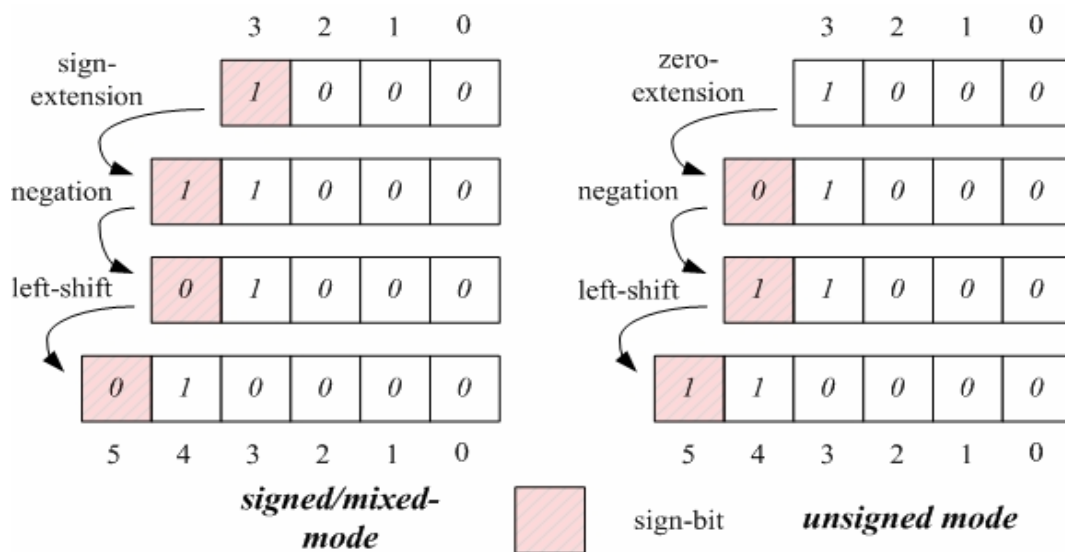 3 2 1 0
sign-
extension
1 0 0 0
negation
1 1 0 0 0
left-shift
0 1 0 0 0
0 1 0 0 0 0
5 4 3 2 1 0
signed/mixed-
mode
3 2 1 0
zero-
extension
1 0 0 0
negation
0 1 0 0 0
left-shift
1 1 0 0 0
1 1 0 0 0 0
5 4 3 2 1 0
unsigned mode
sign-bit